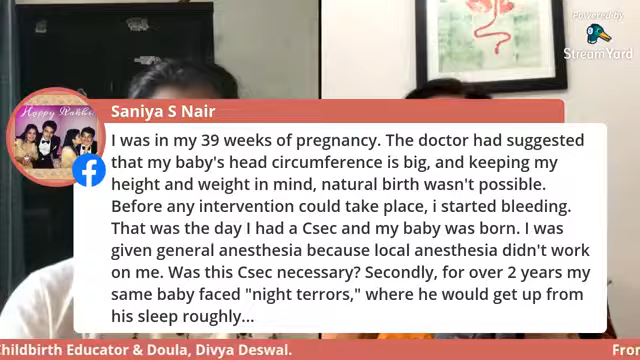 Powered by
StreamYard
Happy Rakhi
Saniya S Nair
I was in my 39 weeks of pregnancy. The doctor had suggested
that my baby's head circumference is big, and keeping my
height and weight in mind, natural birth wasn't possible.
Before any intervention could take place, i started bleeding.
That was the day I had a Csec and my baby was born. I was
given general anesthesia because local anesthesia didn't work
on me. Was this Csec necessary? Secondly, for over 2 years my
same baby faced "night terrors," where he would get up from
his sleep roughly...
Childbirth Educator & Doula, Divya Deswal.